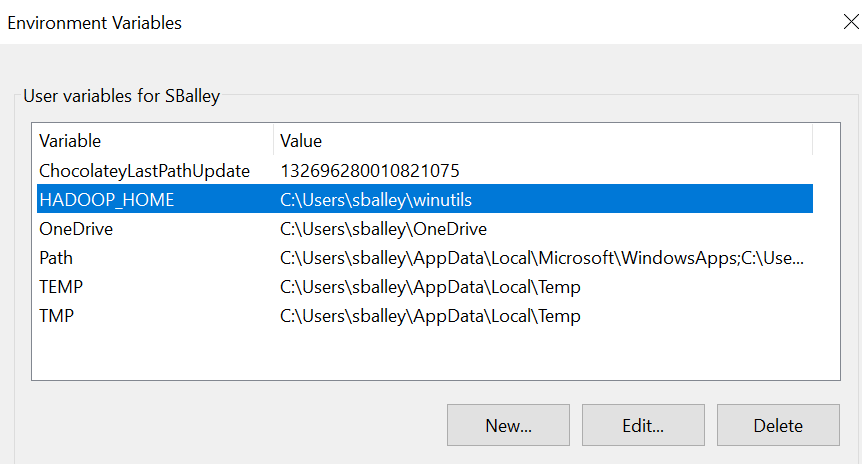 Environment Variables
User variables for SBalley
Variable Value
ChocolateyLastPathUpdate 132696280010821075
HADOOP_HOME C:\Users\sballey\winutils
OneDrive C:\Users\sballey\OneDrive
Path C:\Users\sballey\AppData\Local\Microsoft\WindowsApps;C:\Use...
TEMP C:\Users\sballey\AppData\Local\Temp
TMP C:\Users\sballey\AppData\Local\Temp
New... Edit... Delete